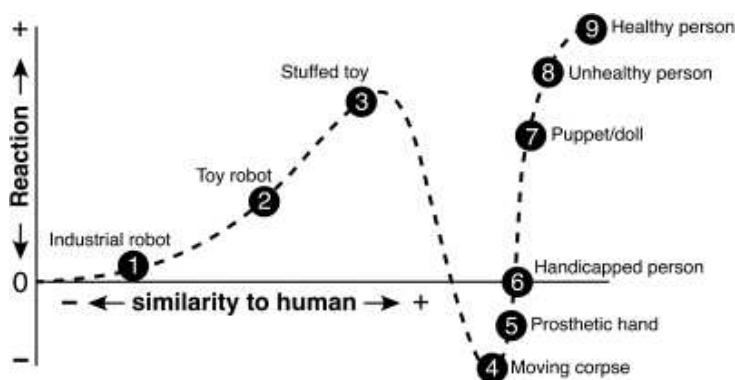 +
9 Healthy person
8 Unhealthy person
Stuffed toy
3
7 Puppet/doll
Toy robot
2
Reaction
Industrial robot
1
0
6 Handicapped person
- similarity to human +
5 Prosthetic hand
-
4 Moving corpse